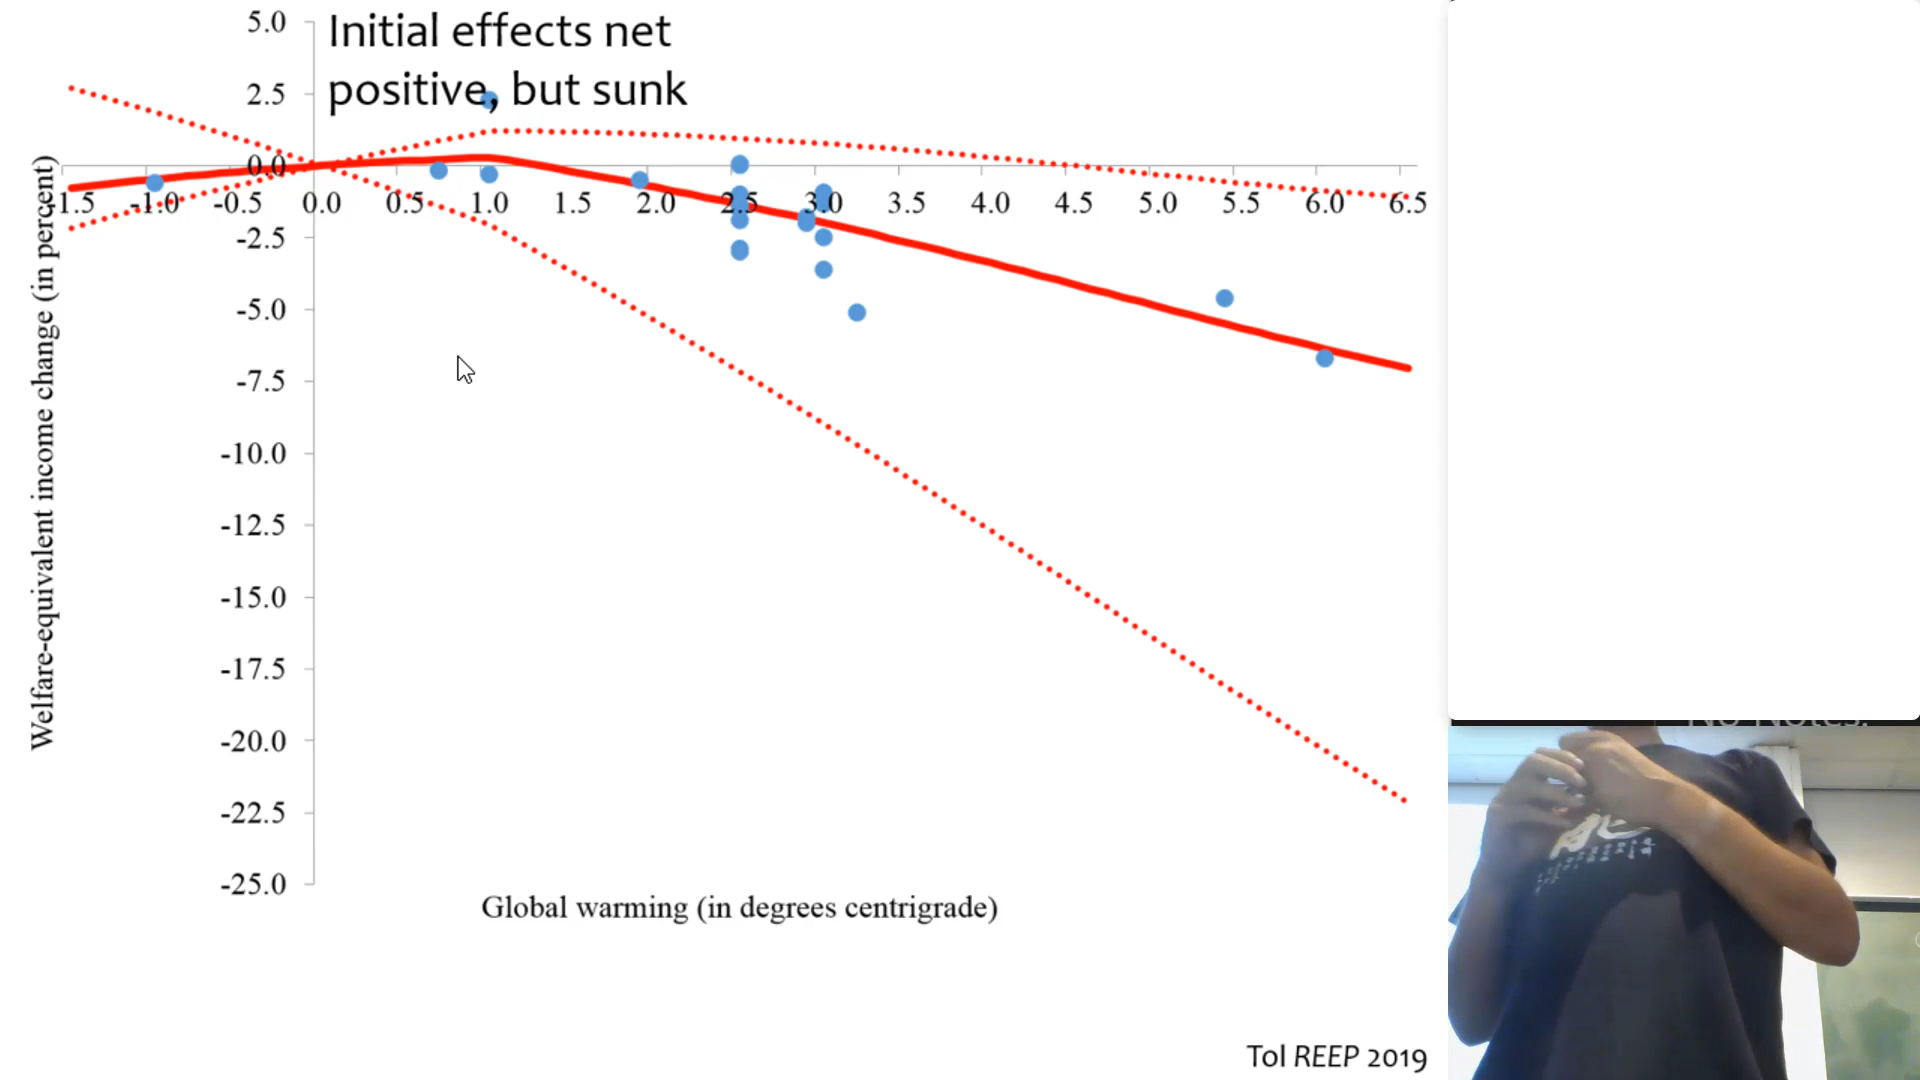 Initial effects net
positive, but sunk
5.0
2.5
0.0
-1.5 -1.0 -0.5 0.0 0.5 1.0 1.5 2.0 2.5 3.0 3.5 4.0 4.5 5.0 5.5 6.0 6.5
-2.5
-5.0
-7.5
-10.0
-12.5
-15.0
-17.5
-20.0
-22.5
-25.0
Welfare-equivalent income change (in percent)
Global warming (in degrees centrigrade)
Tol REEP 2019
No Notes.